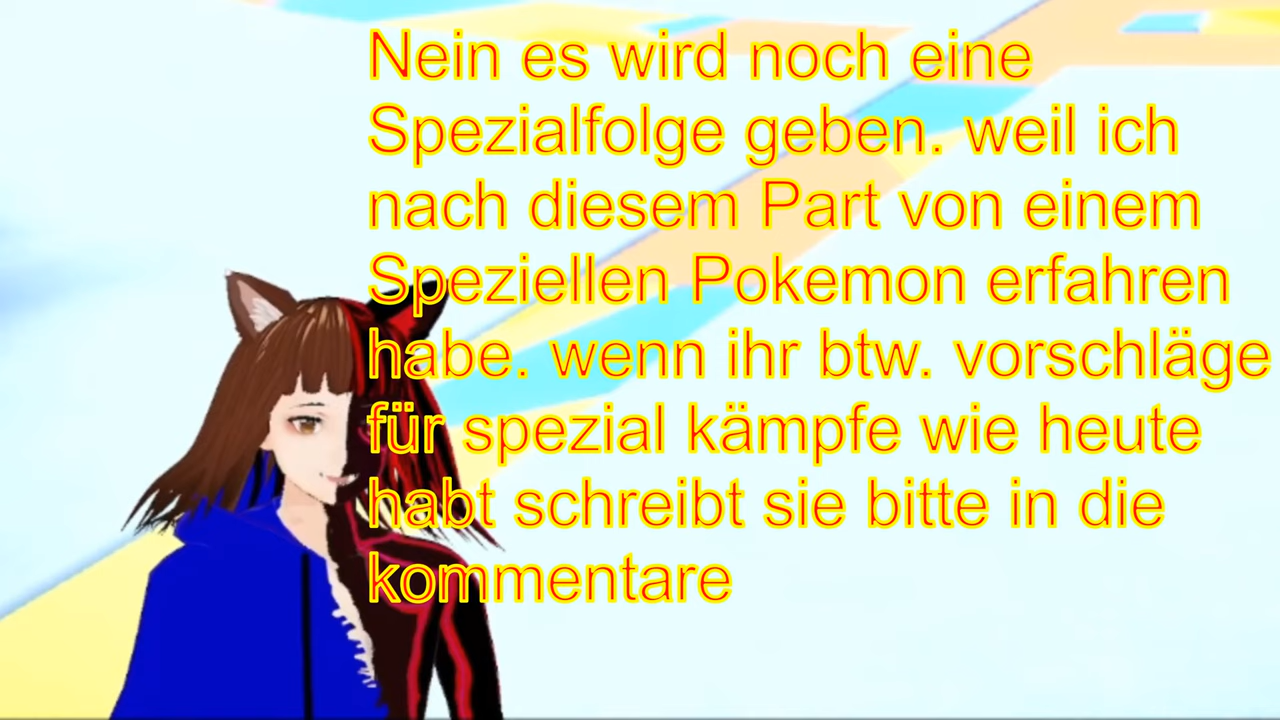 Nein es wird noch eine
Spezialfolge geben. weil ich
nach diesem Part von einem
Speziellen Pokemon erfahren
habe. wenn ihr btw. vorschläge
für spezial kämpfe wie heute
habt schreibt sie bitte in die
kommentare